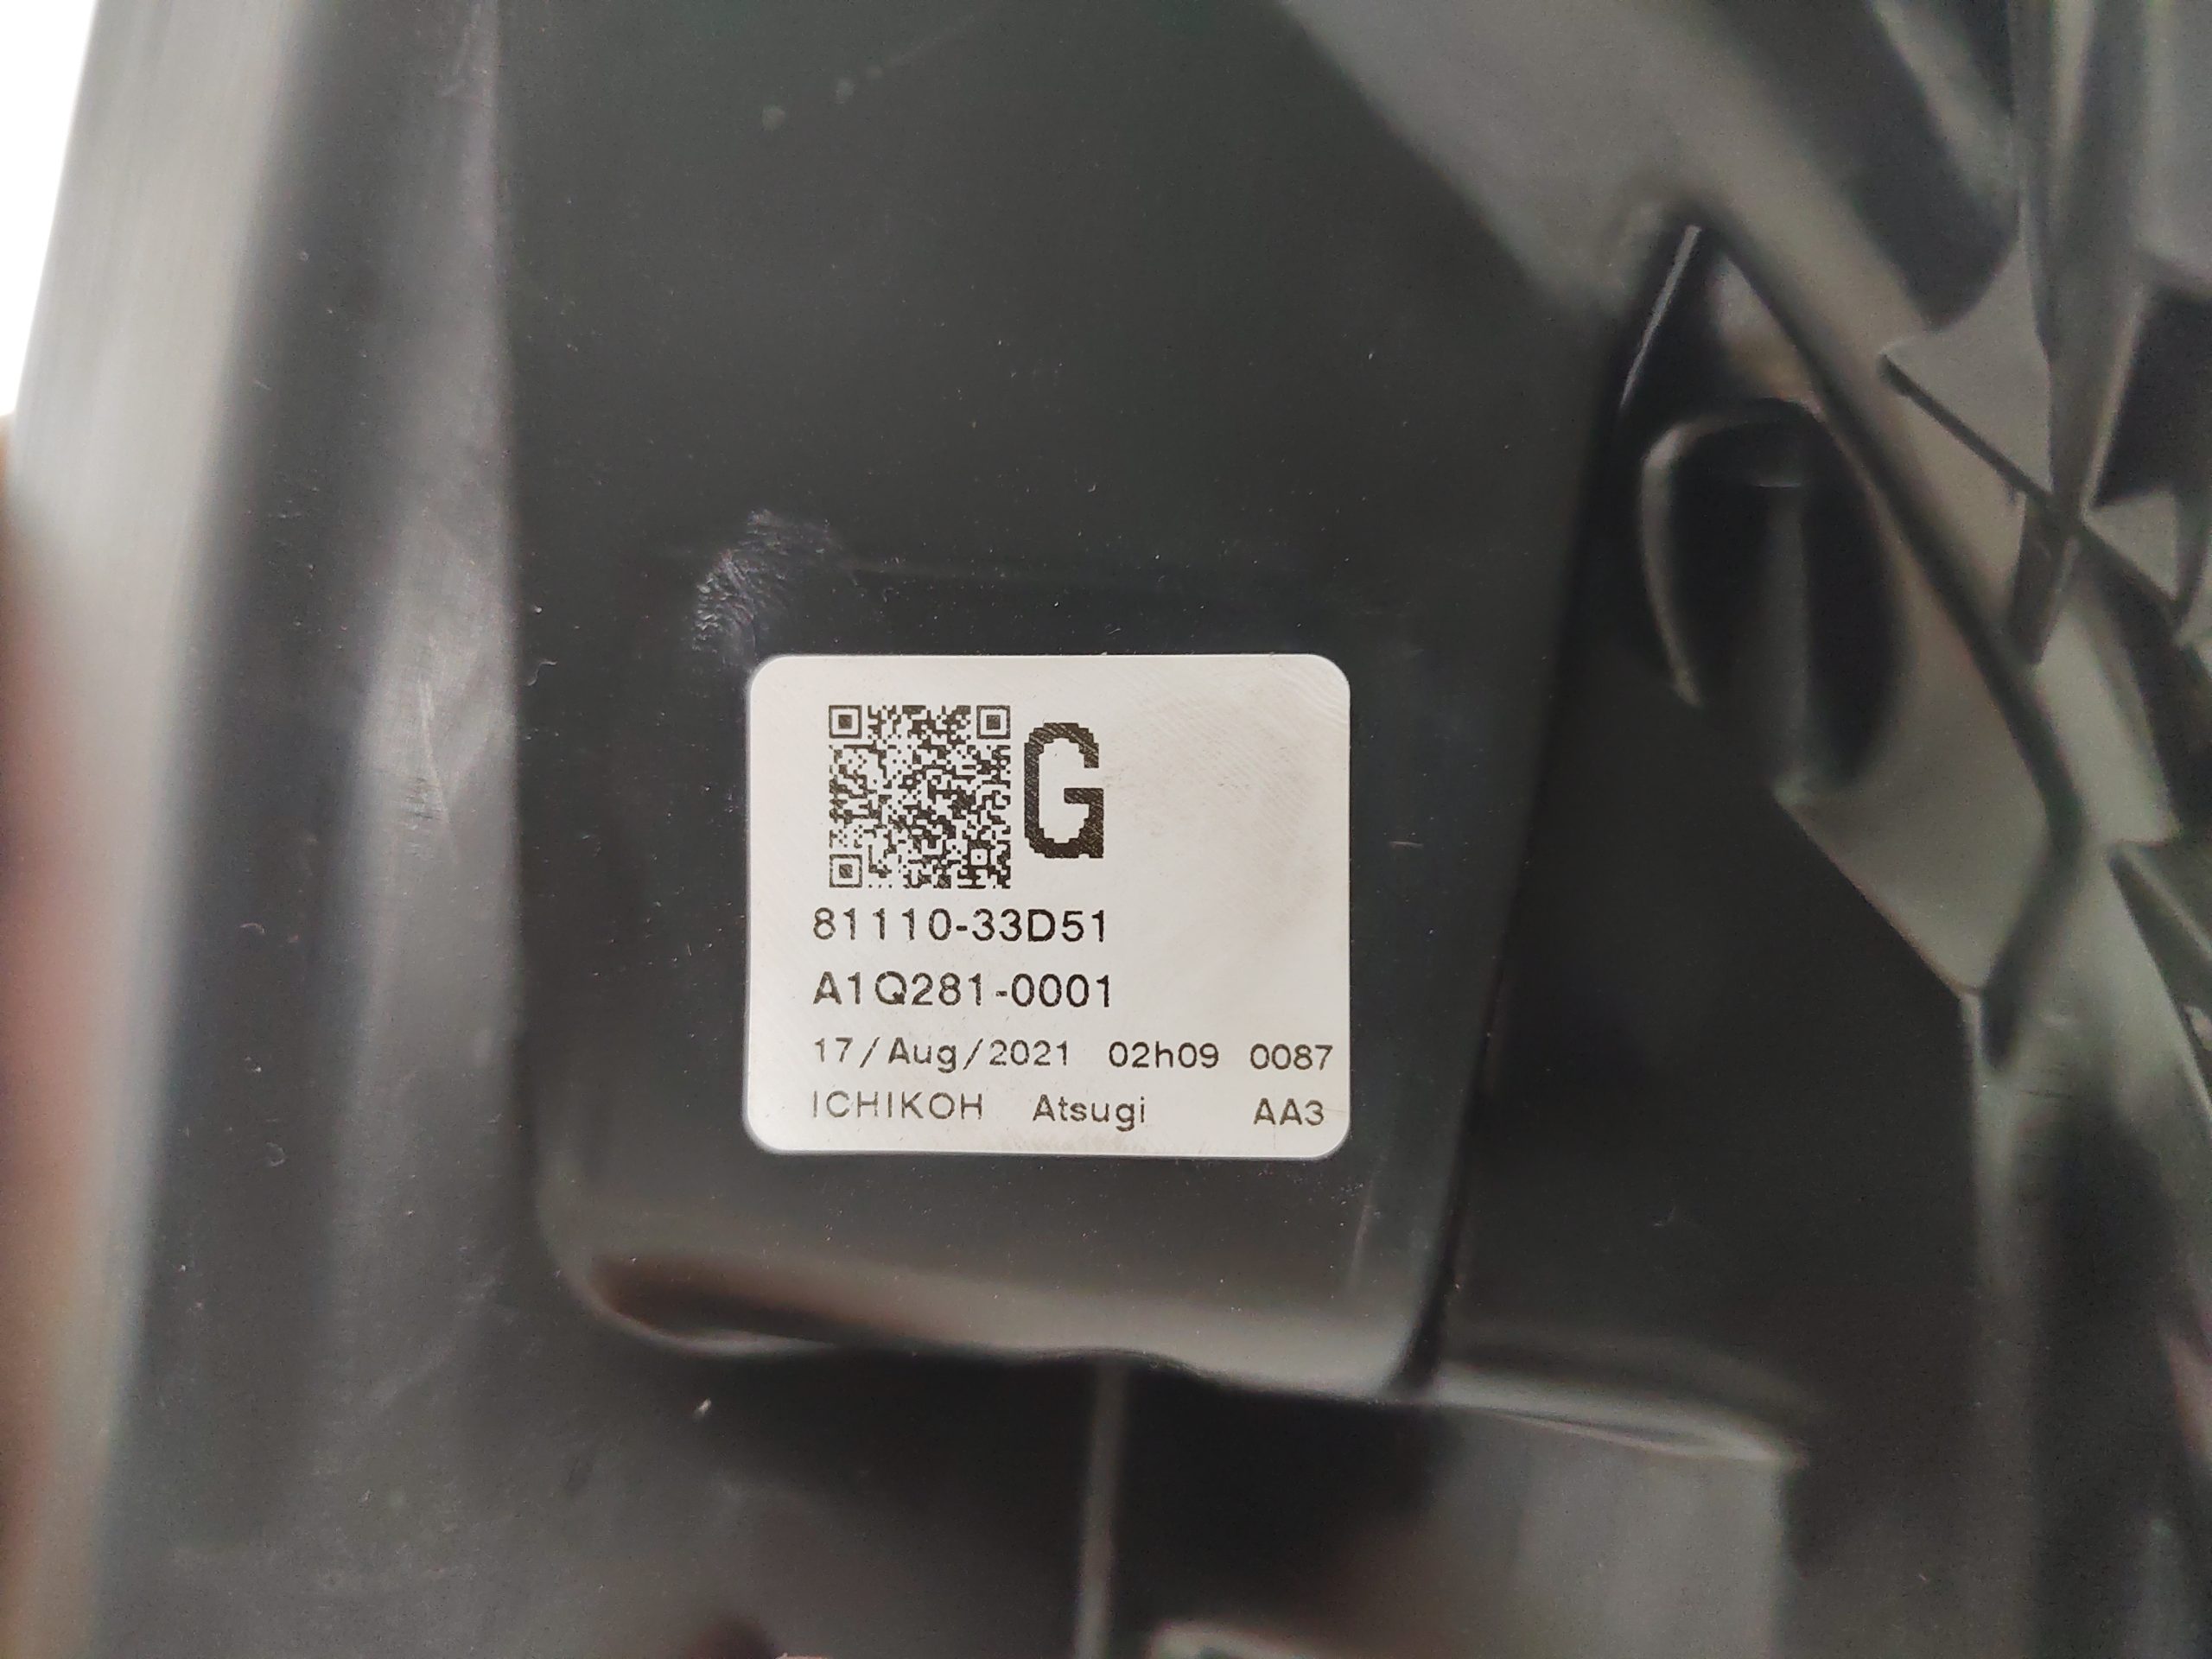 G
81110-33D51
A1Q281-0001
17/Aug/2021 02h09 0087
ICHIKOH Atsugi AA3